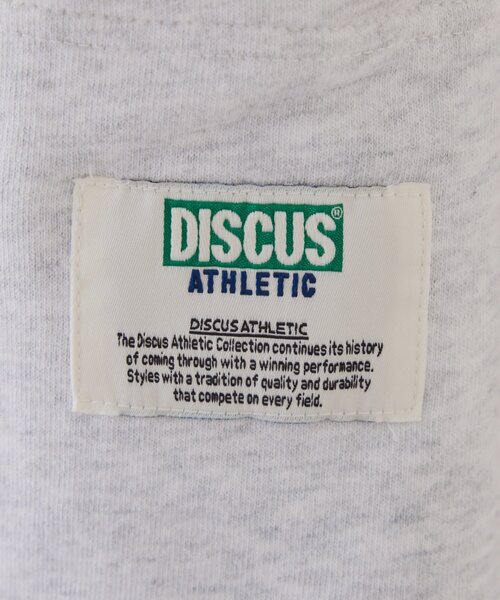 DISCUS®
ATHLETIC
DISCUS ATHLETIC
The Discus Athletic Collection continues its history
of coming through with a winning performance.
Styles with a tradition of quality and durability
that compete on every field.